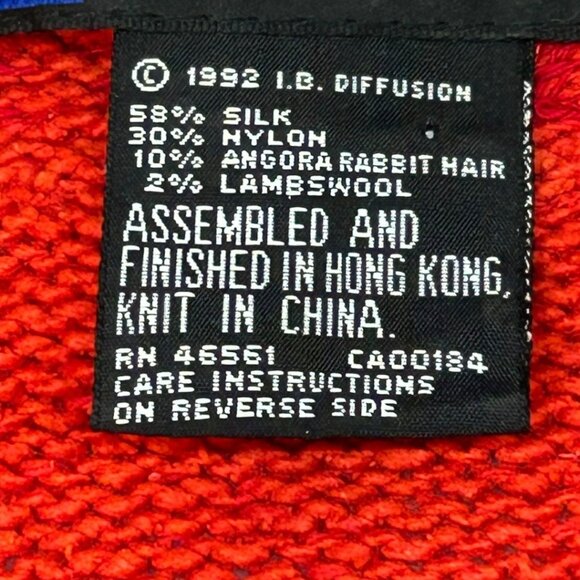 © 1992 I.B. DIFFUSION
58% SILK
30% NYLON
10% ANGORA RABBIT HAIR
2% LAMBSWOOL
ASSEMBLED AND
FINISHED IN HONG KONG,
KNIT IN CHINA.
RN 46561 CA00184
CARE INSTRUCTIONS
ON REVERSE SIDE